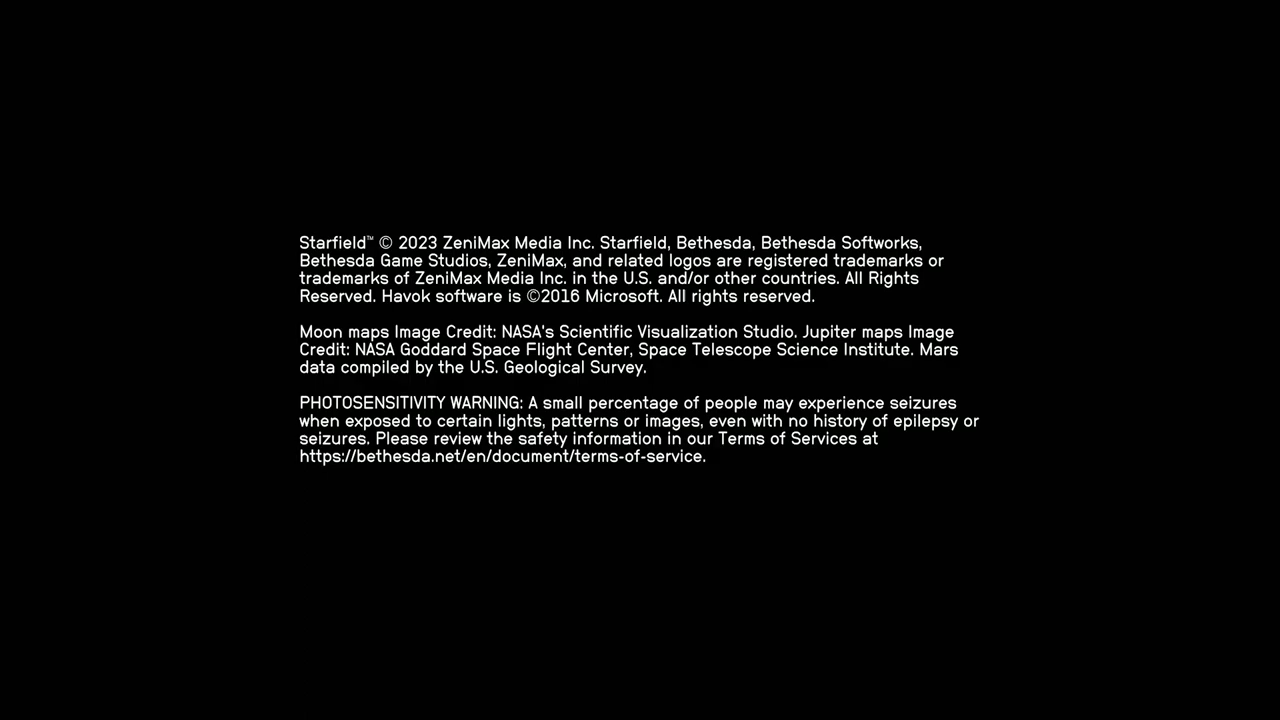 Starfield™ © 2023 ZeniMax Media Inc. Starfield, Bethesda, Bethesda Softworks,
Bethesda Game Studios, ZeniMax, and related logos are registered trademarks or
trademarks of ZeniMax Media Inc. in the U.S. and/or other countries. All Rights
Reserved. Havok software is ©2016 Microsoft. All rights reserved.
Moon maps Image Credit: NASA's Scientific Visualization Studio. Jupiter maps Image
Credit: NASA Goddard Space Flight Center, Space Telescope Science Institute. Mars
data compiled by the U.S. Geological Survey.
PHOTOSENSITIVITY WARNING: A small percentage of people may experience seizures
when exposed to certain lights, patterns or images, even with no history of epilepsy or
seizures. Please review the safety information in our Terms of Services at
https://bethesda.net/en/document/terms-of-service.